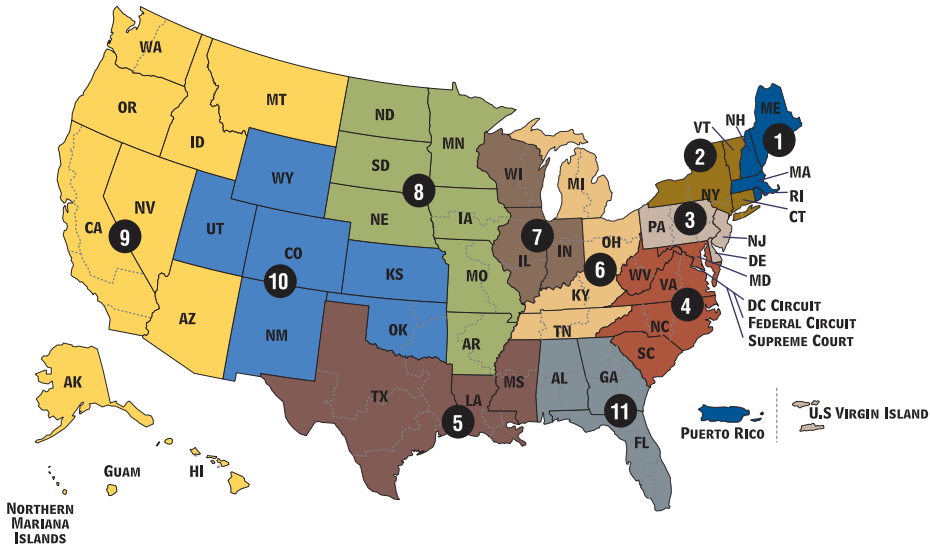 WA
OR
ID
MT
ND
MN
SD
WY
NE
IA
WI
MI
VT
NH
ME
1
2
MA
NY
RI
CT
3
PA
NJ
DE
MD
8
7
IL
IN
OH
6
WV
VA
KY
4
NC
TN
SC
DC CIRCUIT
FEDERAL CIRCUIT
SUPREME COURT
CA
NV
9
UT
CO
10
KS
MO
AZ
NM
OK
AR
TX
LA
5
MS
AL
GA
11
FL
AK
HI
GUAM
NORTHERN
MARIANA
ISLANDS
PUERTO RICO
U.S VIRGIN ISLAND